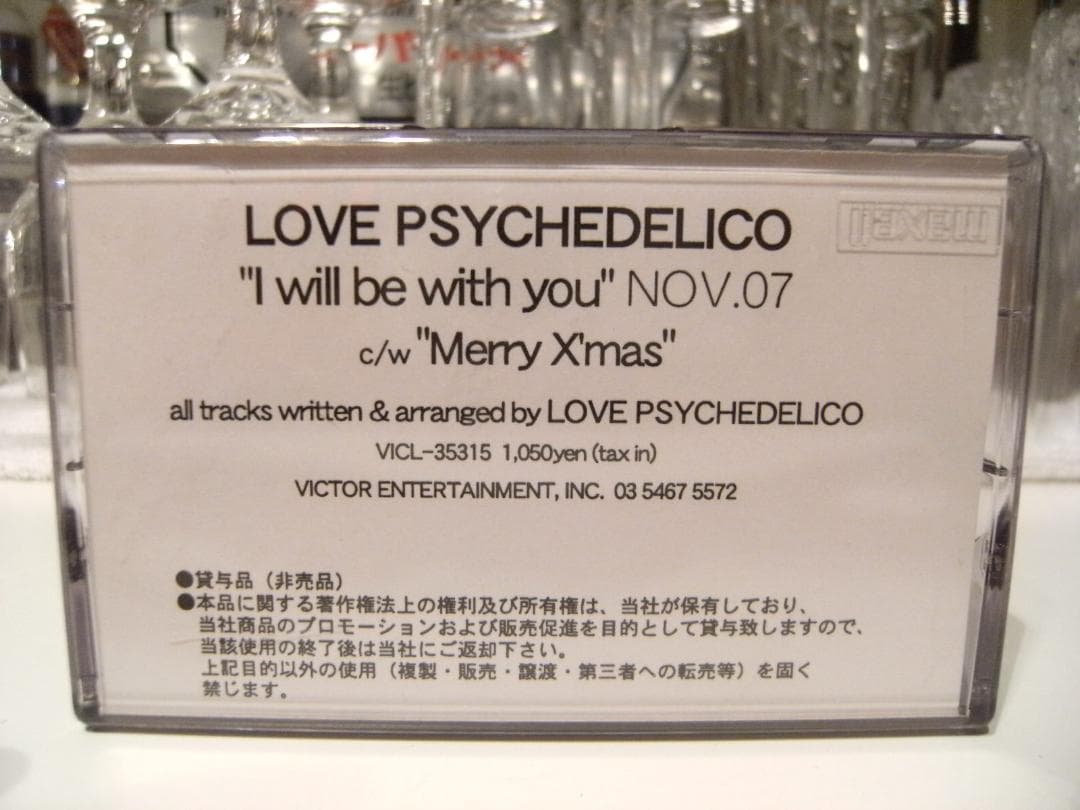 LOVE PSYCHEDELICO
maxell
"I will be with you" NOV.07
c/w "Merry X'mas"
all tracks written & arranged by LOVE PSYCHEDELICO
VICL-35315 1,050yen (tax in)
VICTOR ENTERTAINMENT, INC. 03 5467 5572
●貸与品（非売品）
●本品に関する著作権法上の権利及び所有権は、当社が保有しており、
当社商品のプロモーションおよび販売促進を目的として貸与致しますので、
当該使用の終了後は当社にご返却下さい。
上記目的以外の使用（複製・販売・譲渡・第三者への転売等）を固く
禁じます。